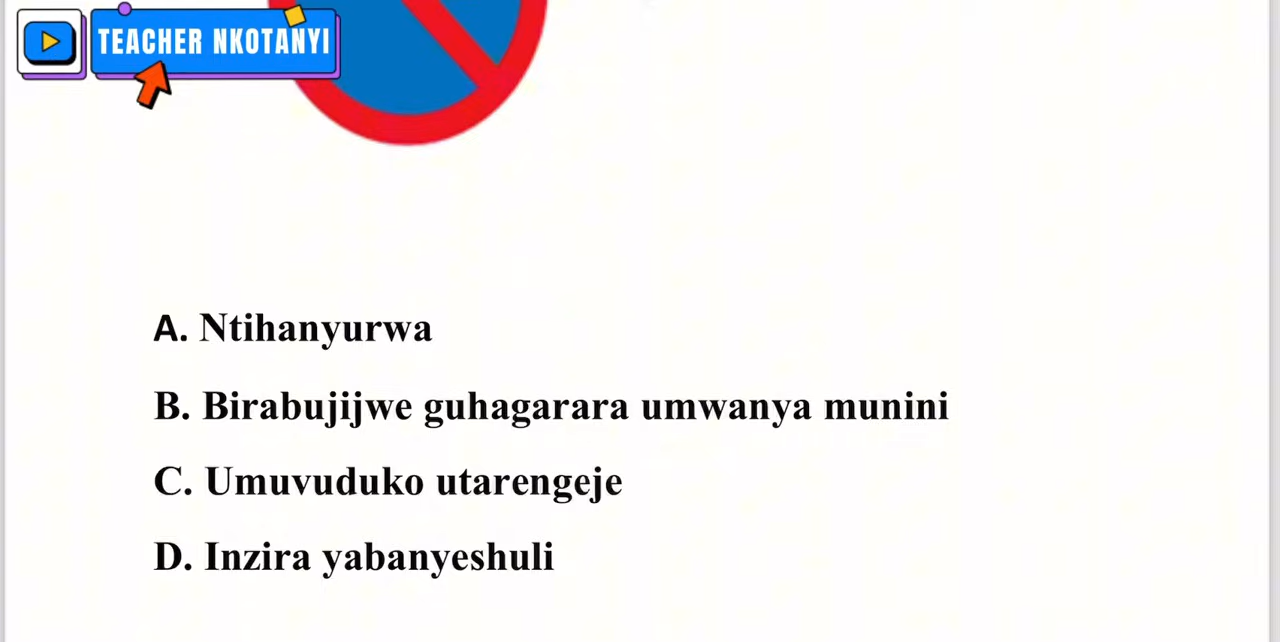 TEACHER NKOTANYI
A. Ntihanyurwa
B. Birabujijwe guhagarara umwanya munini
C. Umuvuduko utarengeje
D. Inzira yabanyeshuli